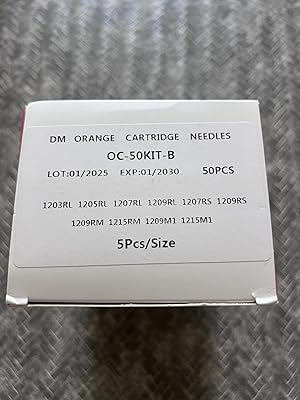 DM ORANGE CARTRIDGE NEEDLES
OC-50KIT-B
LOT:01/2025 EXP:01/2030 50PCS
1203RL 1205RL 1207RL 1209RL 1207RS 1209RS
1209RM 1215RM 1209M1 1215M1
5Pcs/Size